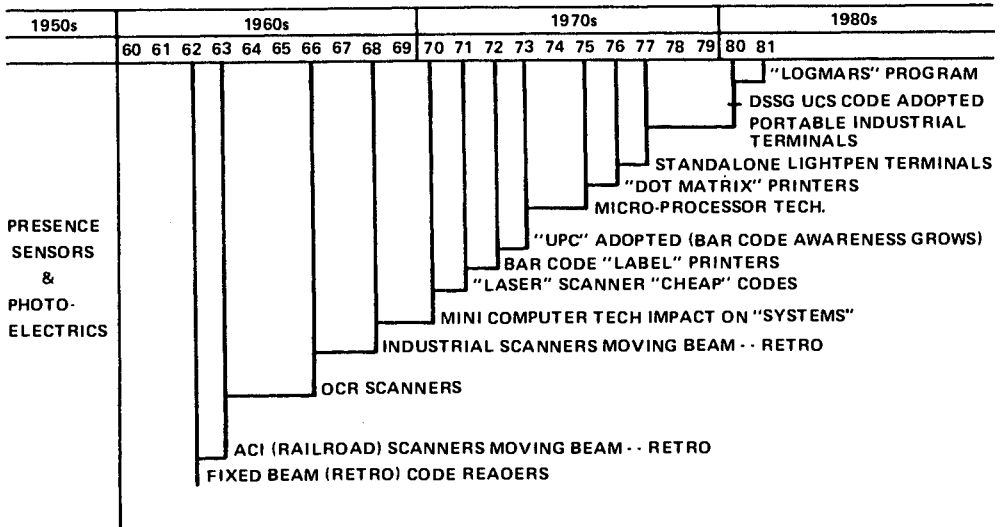 1950s 1960s 1970s 1980s
60 61 62 63 64 65 66 67 68 69 70 71 72 73 74 75 76 77 78 79 80 81
"LOGMARS" PROGRAM
DSSG UCS CODE ADOPTED
PORTABLE INDUSTRIAL
TERMINALS
STANDALONE LIGHTPEN TERMINALS
"DOT MATRIX" PRINTERS
MICRO-PROCESSOR TECH.
PRESENCE
SENSORS
&
PHOTO-
ELECTRICS
"UPC" ADOPTED (BAR CODE AWARENESS GROWS)
BAR CODE "LABEL" PRINTERS
"LASER" SCANNER "CHEAP" CODES
MINI COMPUTER TECH IMPACT ON "SYSTEMS"
INDUSTRIAL SCANNERS MOVING BEAM - - RETRO
OCR SCANNERS
ACI (RAILROAD) SCANNERS MOVING BEAM - - RETRO
FIXED BEAM (RETRO) CODE REAOERS